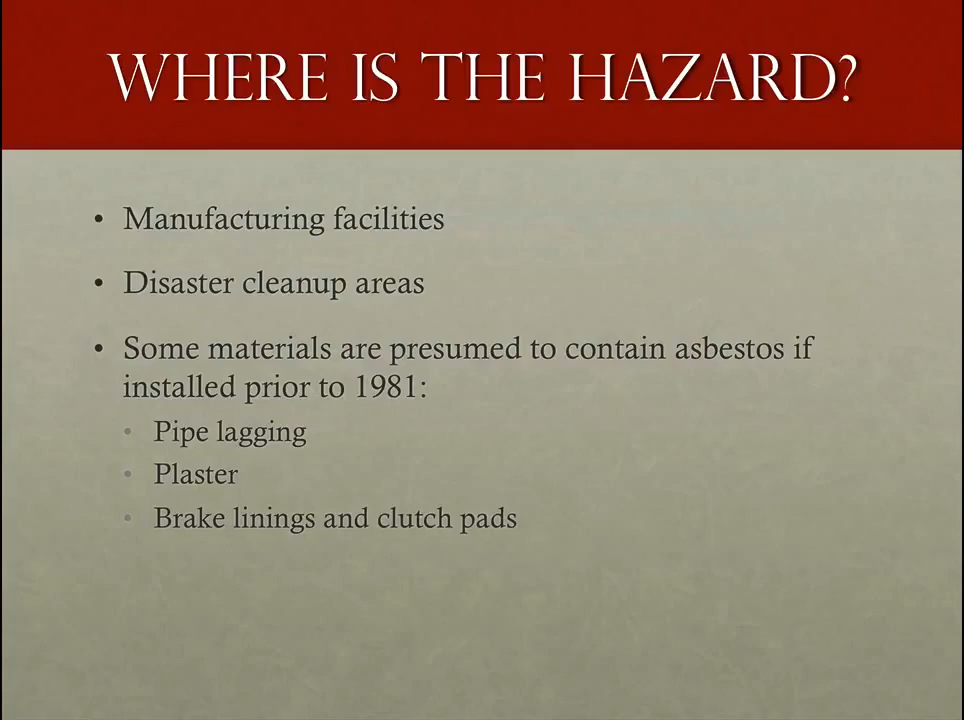 WHERE IS THE HAZARD?
• Manufacturing facilities
• Disaster cleanup areas
• Some materials are presumed to contain asbestos if
installed prior to 1981:
• Pipe lagging
• Plaster
• Brake linings and clutch pads